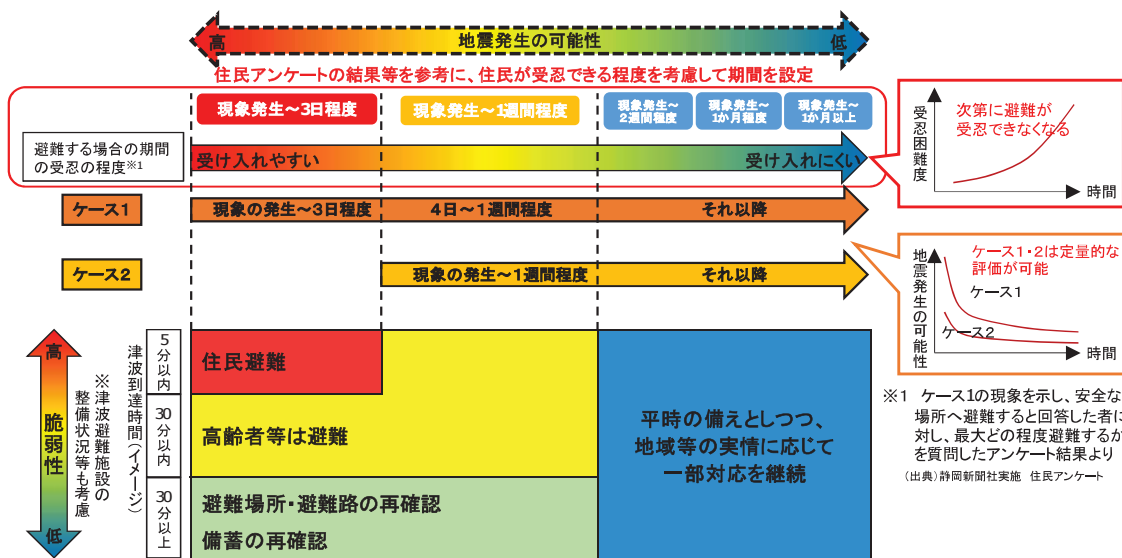 地震発生の可能性
高
低
住民アンケートの結果等を参考に、住民が受忍できる程度を考慮して期間を設定
現象発生～3日程度
現象発生～1週間程度
現象発生～
2週間程度
現象発生～
1か月程度
現象発生～
1か月以上
避難する場合の期間
の受忍の程度※1
受け入れやすい
受け入れにくい
受忍困難度
次第に避難が
受忍できなくなる
時間
ケース1
現象の発生～3日程度
4日～1週間程度
それ以降
ケース2
現象の発生～1週間程度
それ以降
地震発生の可能性
ケース1・2は定量的な
評価が可能
ケース1
ケース2
時間
高
脆弱性
低
※津波避難施設の
整備状況等も考慮
津波到達時間（イメージ）
5分以内
30分以内
30分以上
住民避難
高齢者等は避難
避難場所・避難路の再確認
備蓄の再確認
平時の備えとしつつ、
地域等の実情に応じて
一部対応を継続
※1 ケース1の現象を示し、安全な
場所へ避難すると回答した者に
対し、最大どの程度避難するか
を質問したアンケート結果より
（出典）静岡新聞社実施 住民アンケート